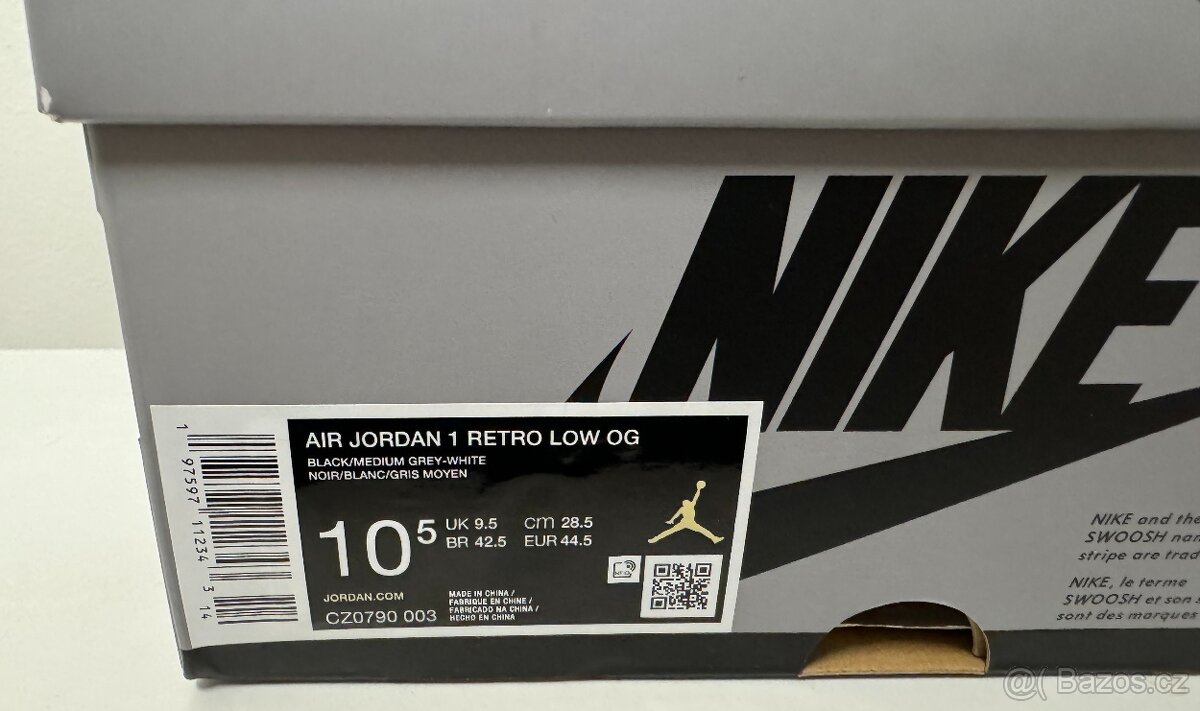 NIKE
AIR JORDAN 1 RETRO LOW OG
BLACK/MEDIUM GREY-WHITE
NOIR/BLANC/GRIS MOYEN
10⁵
UK 9.5 cm 28.5
BR 42.5 EUR 44.5
JORDAN.COM
CZ0790 003
MADE IN CHINA /
FABRIQUE EN CHINE /
FABRICADO NA CHINA /
HECHO EN CHINA
1 97597 11234 3 14
NIKE and the
SWOOSH nam
stripe are trad
NIKE, le terme
SWOOSH et son s
sont des marques
@( Bazoš.cz